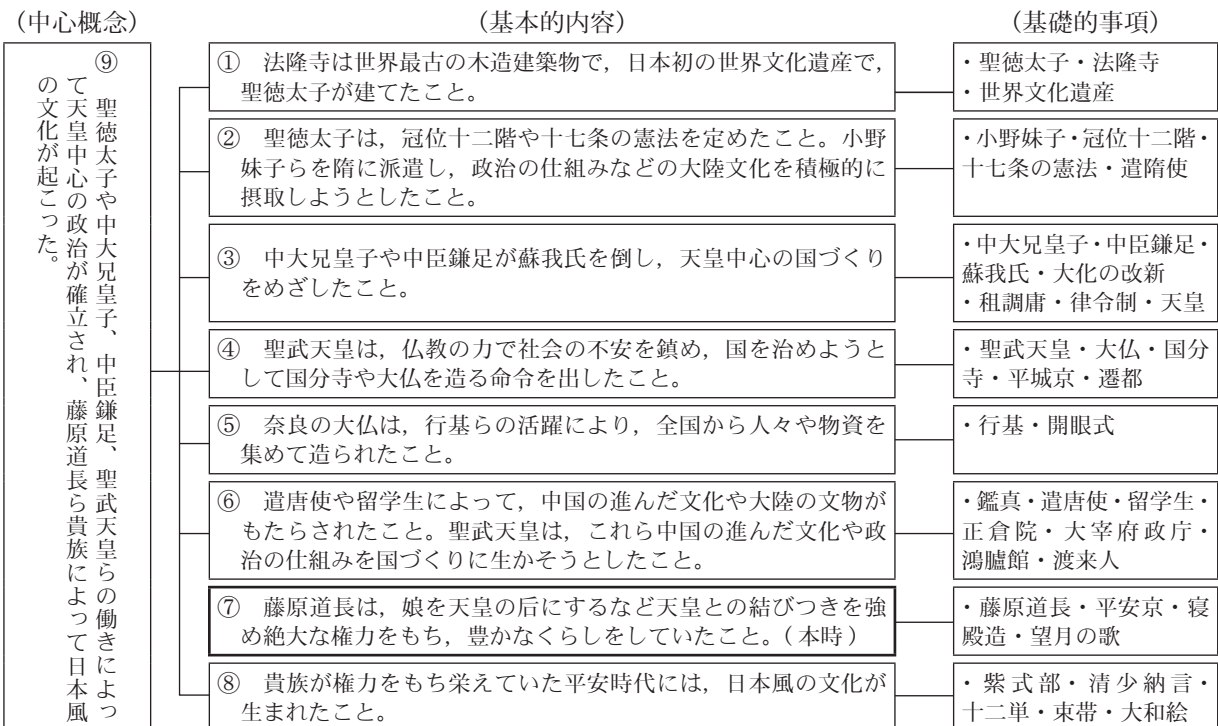 (中心概念)
(基本的内容)
(基礎的事項)
⑨ 聖徳太子や中大兄皇子、中臣鎌足、聖武天皇らの働きによっ
て天皇中心の政治が確立され、藤原道長ら貴族によって日本風
の文化が起こった。
① 法隆寺は世界最古の木造建築物で，日本初の世界文化遺産で，
聖徳太子が建てたこと。
・聖徳太子・法隆寺
・世界文化遺産
② 聖徳太子は，冠位十二階や十七条の憲法を定めたこと。小野
妹子らを隋に派遣し，政治の仕組みなどの大陸文化を積極的に
摂取しようとしたこと。
・小野妹子・冠位十二階・
十七条の憲法・遣隋使
③ 中大兄皇子や中臣鎌足が蘇我氏を倒し，天皇中心の国づくり
をめざしたこと。
・中大兄皇子・中臣鎌足・
蘇我氏・大化の改新
・租調庸・律令制・天皇
④ 聖武天皇は，仏教の力で社会の不安を鎮め，国を治めようと
して国分寺や大仏を造る命令を出したこと。
・聖武天皇・大仏・国分
寺・平城京・遷都
⑤ 奈良の大仏は，行基らの活躍により，全国から人々や物資を
集めて造られたこと。
・行基・開眼式
⑥ 遣唐使や留学生によって，中国の進んだ文化や大陸の文物が
もたらされたこと。聖武天皇は，これら中国の進んだ文化や政
治の仕組みを国づくりに生かそうとしたこと。
・鑑真・遣唐使・留学生・
正倉院・大宰府政庁・
鴻臚館・渡来人
⑦ 藤原道長は，娘を天皇の后にするなど天皇との結びつきを強
め絶大な権力をもち，豊かなくらしをしていたこと。(本時)
・藤原道長・平安京・寝
殿造・望月の歌
⑧ 貴族が権力をもち栄えていた平安時代には，日本風の文化が
生まれたこと。
・紫式部・清少納言・
十二単・束帯・大和絵